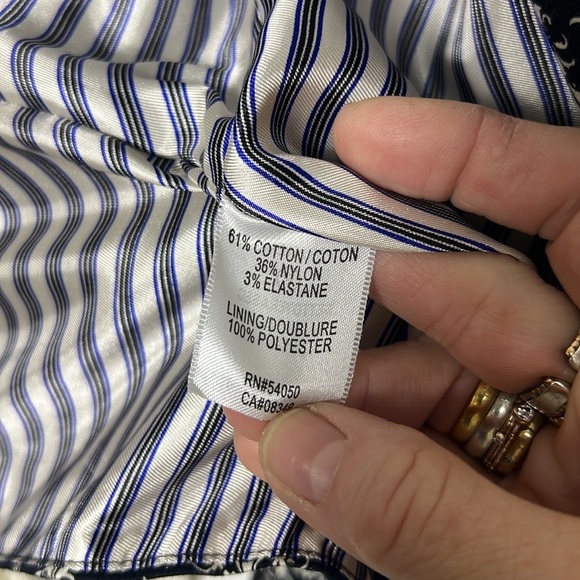 61% COTTON/COTON
36% NYLON
3% ELASTANE
LINING/DOUBLURE
100% POLYESTER
RN#54050